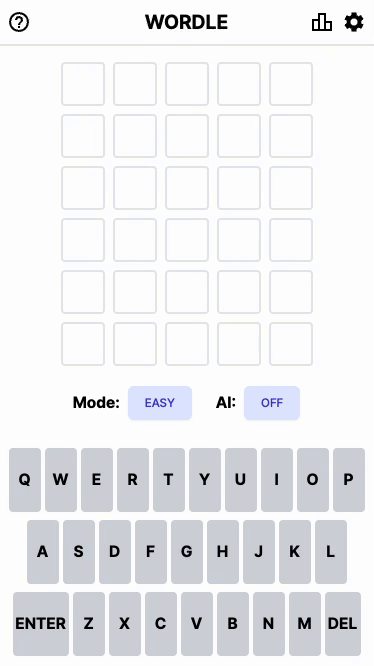 WORDLE
Mode: EASY AI: OFF
Q W E R T Y U I O P
A S D F G H J K L
ENTER Z X C V B N M DEL